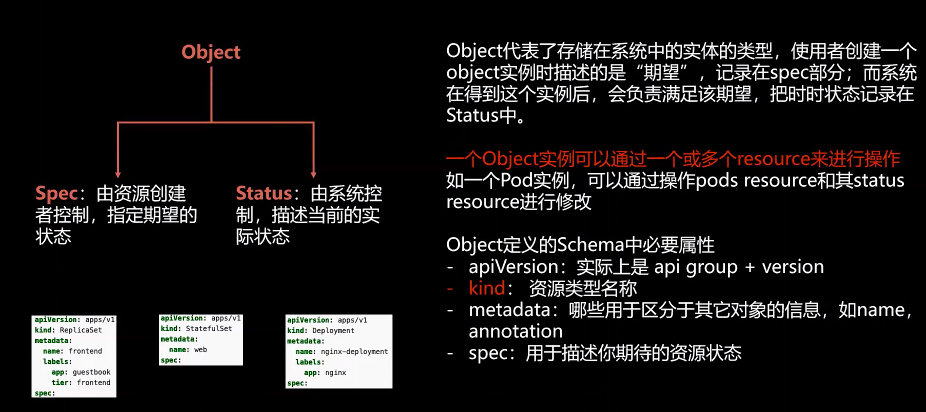 Object
Spec：由资源创建
者控制，指定期望的
状态
Status：由系统控
制，描述当前的实
际状态
apiVersion: apps/v1
kind: ReplicaSet
metadata:
name: frontend
labels:
app: guestbook
tier: frontend
spec:
apiVersion: apps/v1
kind: StatefulSet
metadata:
name: web
spec:
apiVersion: apps/v1
kind: Deployment
metadata:
name: nginx-deployment
labels:
app: nginx
spec:
Object代表了存储在系统中的实体的类型，使用者创建一个
object实例时描述的是“期望”，记录在spec部分；而系统
在得到这个实例后，会负责满足该期望，把时时状态记录在
Status中。
一个Object实例可以通过一个或多个resource来进行操作
如一个Pod实例，可以通过操作pods resource和其status
resource进行修改
Object定义的Schema中必要属性
- apiVersion：实际上是 api group + version
- kind： 资源类型名称
- metadata：哪些用于区分于其它对象的信息，如name，
annotation
- spec：用于描述你期待的资源状态